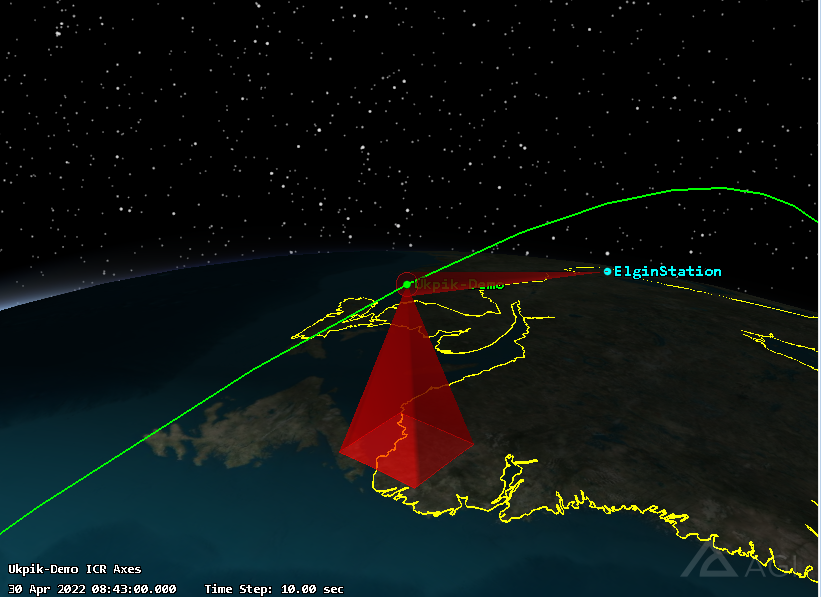 ElginStation
Ukpik-Demo
Ukpik-Demo ICR Axes
30 Apr 2022 08:43:00.000 Time Step: 10.00 sec
AGI